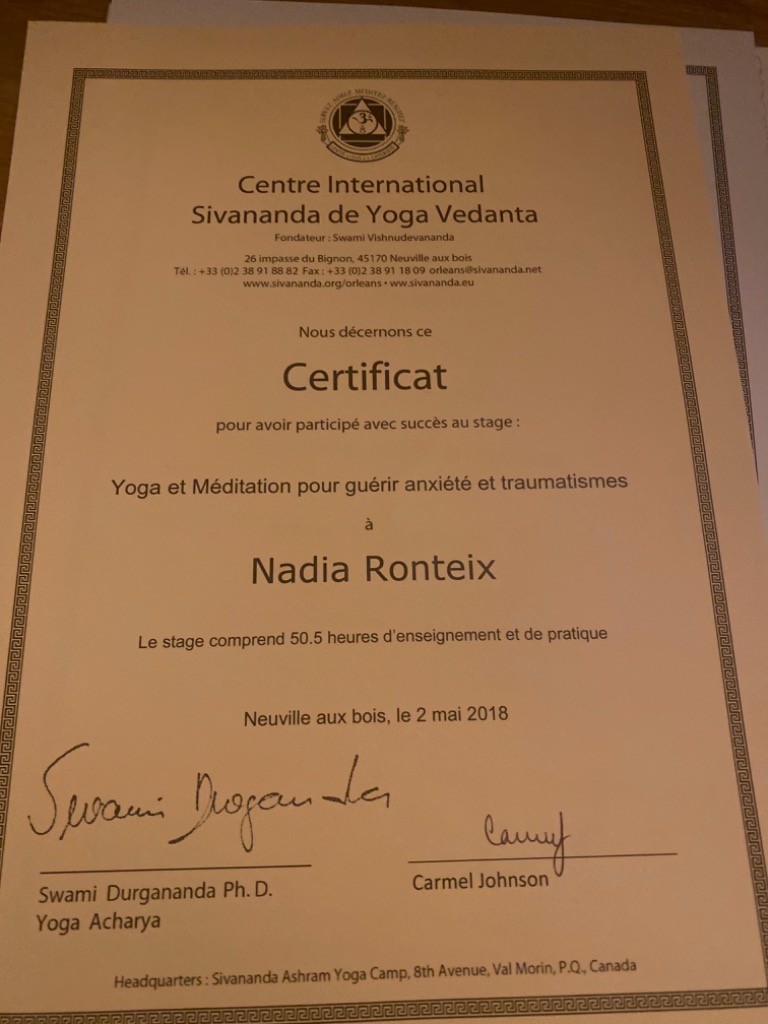 Centre International
Sivananda de Yoga Vedanta
Fondateur : Swami Vishnudevananda
26 impasse du Bignon, 45170 Neuville aux bois
Tél. : +33 (0)2 38 91 88 82 Fax : +33 (0)2 38 91 18 09 orleans@sivananda.net
www.sivananda.org/orleans • ww.sivananda.eu
Nous décernons ce
Certificat
pour avoir participé avec succès au stage :
Yoga et Méditation pour guérir anxiété et traumatismes
à
Nadia Ronteix
Le stage comprend 50.5 heures d'enseignement et de pratique
Neuville aux bois, le 2 mai 2018
Swami
Swami Durgananda Ph. D.
Carmel Johnson
Yoga Acharya
Headquarters : Sivananda Ashram Yoga Camp, 8th Avenue, Val Morin, P.Q., Canada